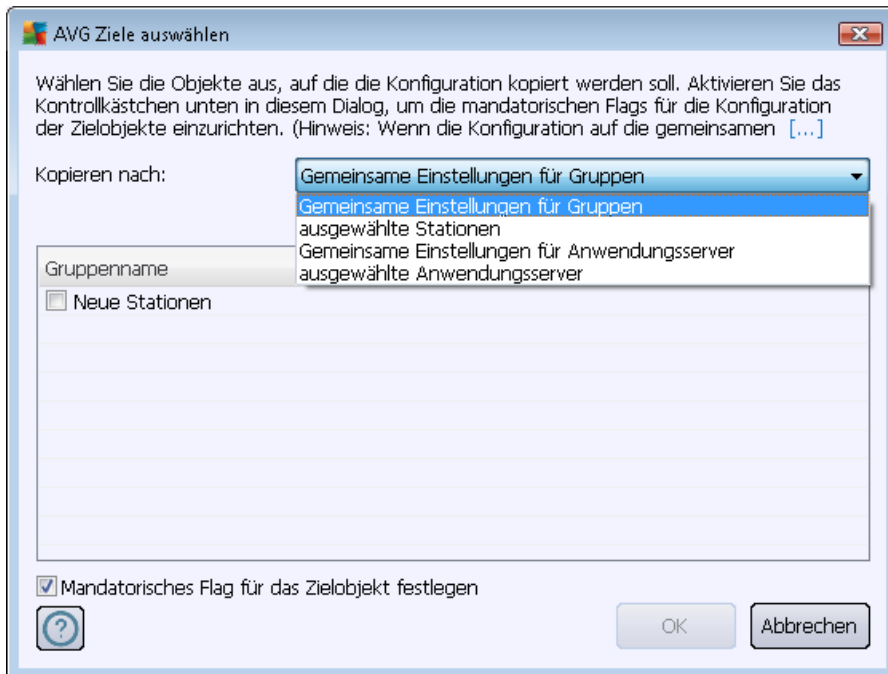 AVG Ziele auswählen
Wählen Sie die Objekte aus, auf die die Konfiguration kopiert werden soll. Aktivieren Sie das
Kontrollkästchen unten in diesem Dialog, um die mandatorischen Flags für die Konfiguration
der Zielobjekte einzurichten. (Hinweis: Wenn die Konfiguration auf die gemeinsamen [...]
Kopieren nach:
Gemeinsame Einstellungen für Gruppen
Gemeinsame Einstellungen für Gruppen
ausgewählte Stationen
Gemeinsame Einstellungen für Anwendungsserver
ausgewählte Anwendungsserver
Gruppenname
Neue Stationen
Mandatorisches Flag für das Zielobjekt festlegen
?
OK
Abbrechen